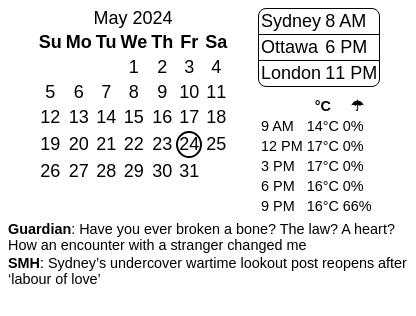 May 2024
Su Mo Tu We Th Fr Sa
1 2 3 4
5 6 7 8 9 10 11
12 13 14 15 16 17 18
19 20 21 22 23 24 25
26 27 28 29 30 31
Sydney 8 AM
Ottawa 6 PM
London 11 PM
°C ☂
9 AM 14°C 0%
12 PM 17°C 0%
3 PM 17°C 0%
6 PM 16°C 0%
9 PM 16°C 66%
Guardian: Have you ever broken a bone? The law? A heart?
How an encounter with a stranger changed me
SMH: Sydney’s undercover wartime lookout post reopens after
‘labour of love’